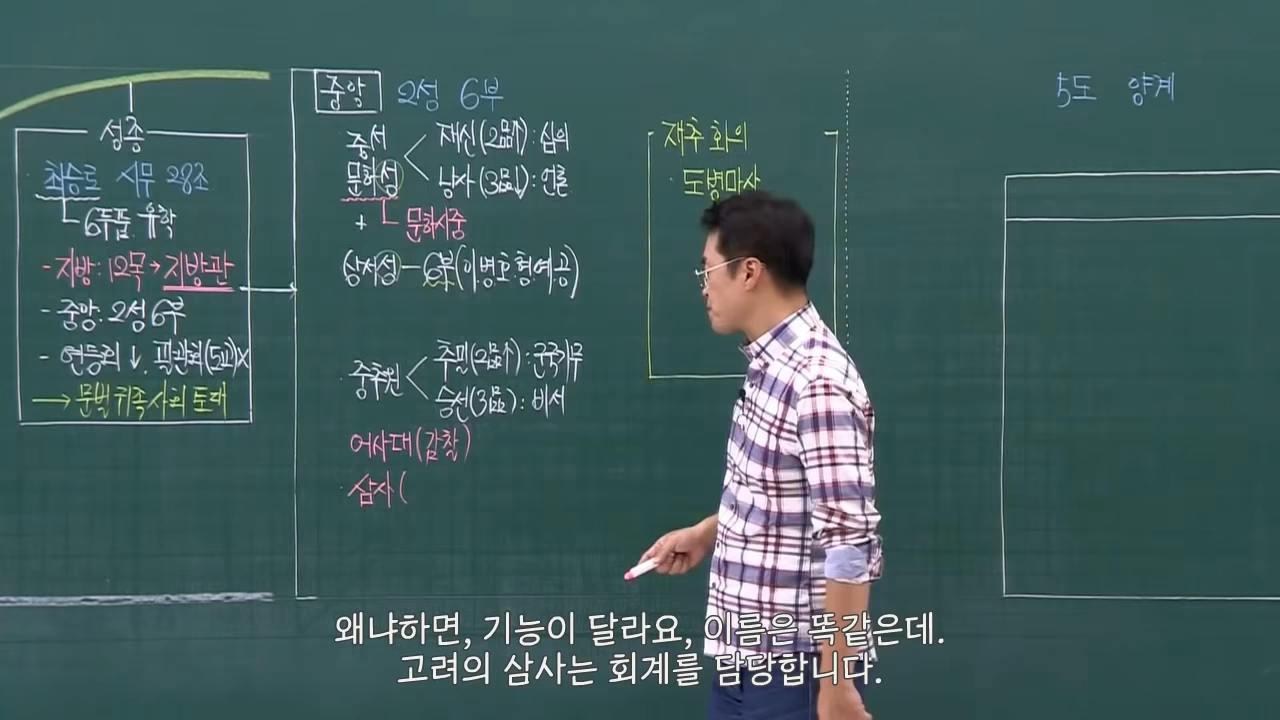 성종
최승로 시무 28조
6두품 유학
- 지방: 12목 → 지방관
- 중앙: 2성 6부
- 연등회 ↓. 팔관회(5교)X
→ 문벌귀족사회 토대
중앙 2성 6부
중서 재신(2품↑): 심의
문하성 낭사(3품↓): 언론
+ 문하시중
상서성 - 6부(이병호형예공)
· 중추원 추밀(2품↑): 군국기무
승선(3품): 비서
어사대(감찰)
· 삼사(
재추 회의
· 도병마사
5도 양계
왜냐하면, 기능이 달라요, 이름은 똑같은데.
고려의 삼사는 회계를 담당합니다.